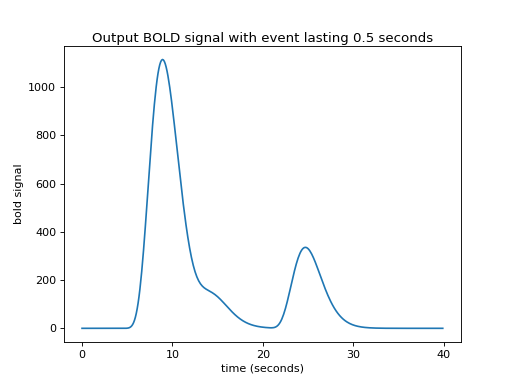 Output BOLD signal with event lasting 0.5 seconds
1000
800
600
400
200
0
bold signal
0 10 20 30 40
time (seconds)